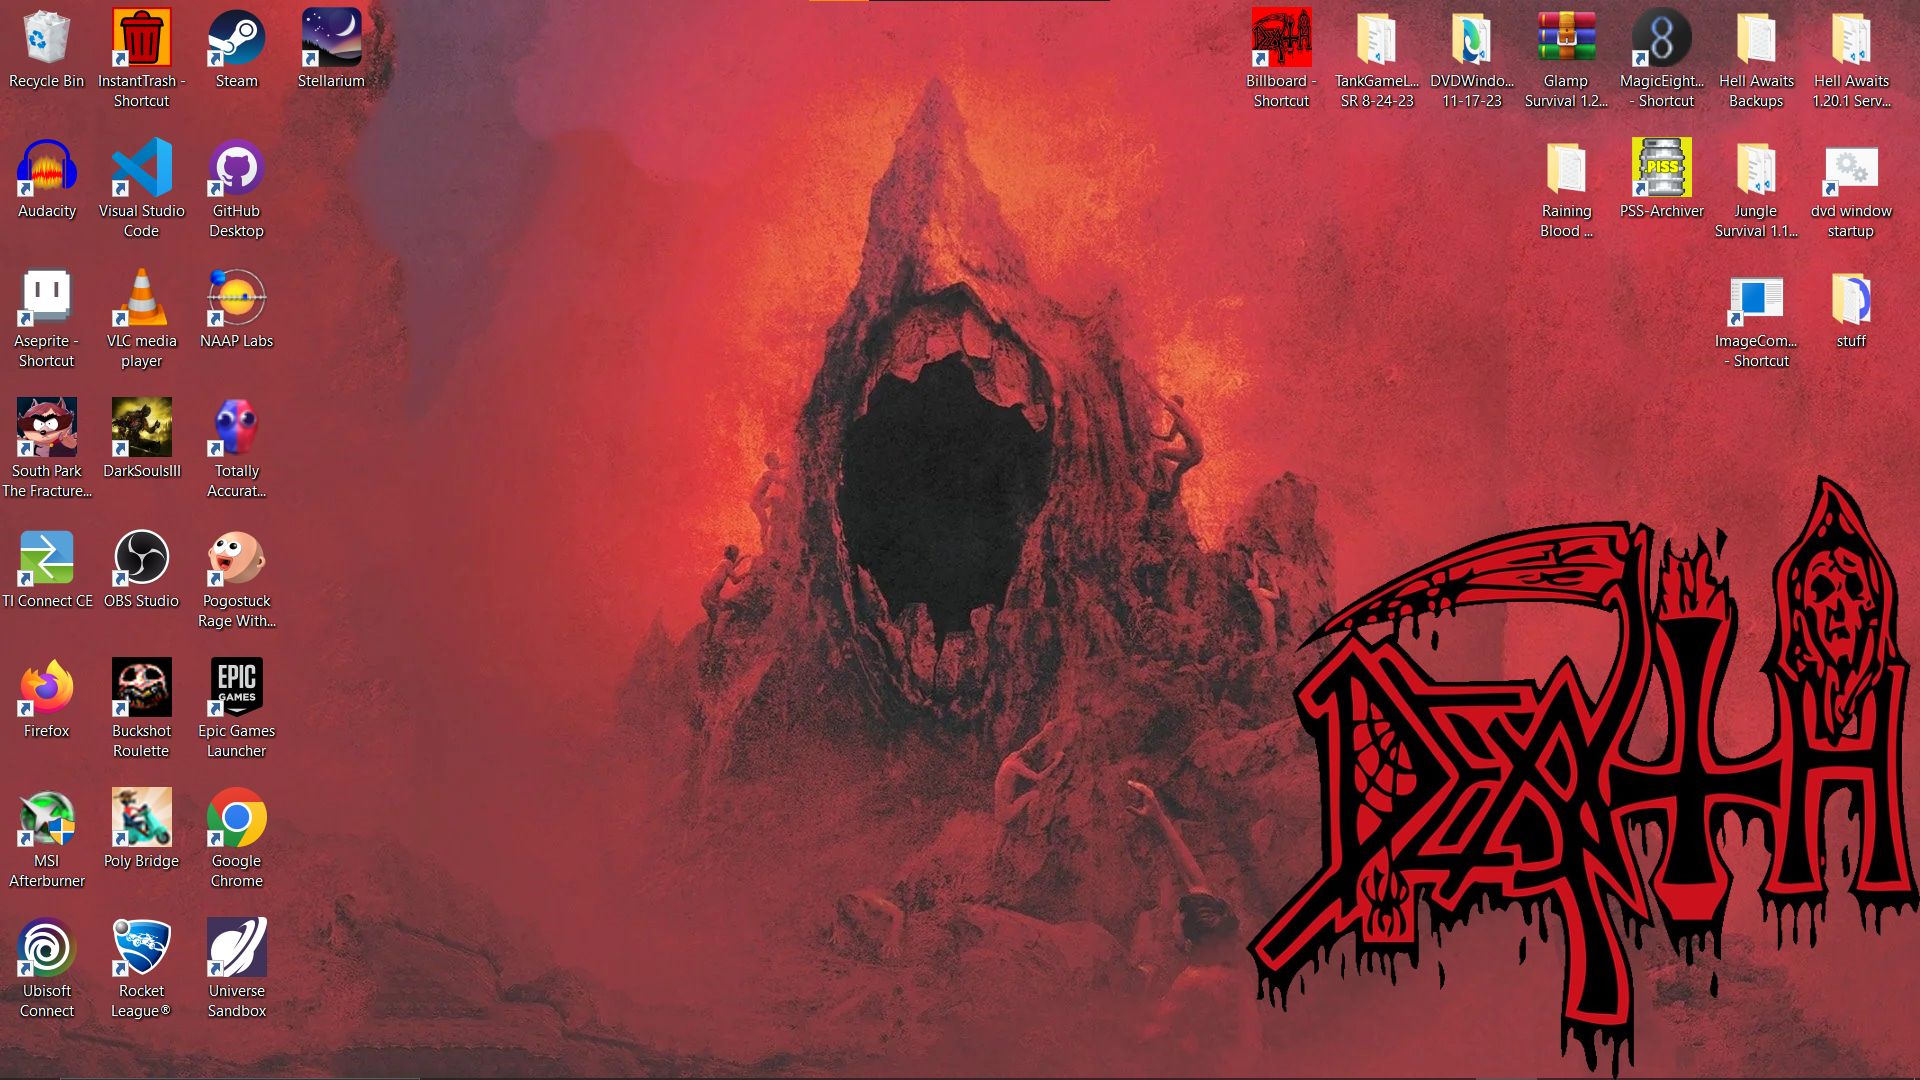 Recycle Bin
InstantTrash -
Shortcut
Steam
Stellarium
Billboard -
Shortcut
TankGameL...
SR 8-24-23
DVDWindo...
11-17-23
Glamp
Survival 1.2...
MagicEight...
- Shortcut
Hell Awaits
Backups
Hell Awaits
1.20.1 Serv...
Audacity
Visual Studio
Code
GitHub
Desktop
Raining
Blood ...
PISS
PSS-Archiver
Jungle
Survival 1.1...
dvd window
startup
Aseprite -
Shortcut
VLC media
player
NAAP Labs
ImageCom...
- Shortcut
stuff
South Park
The Fracture...
DarkSoulsIII
Totally
Accurat...
TI Connect CE
OBS Studio
Pogostuck
Rage With...
EPIC
GAMES
Firefox
Buckshot
Roulette
Epic Games
Launcher
MSI
Afterburner
Poly Bridge
Google
Chrome
Ubisoft
Connect
Rocket
League®
Universe
Sandbox
8
DEATH